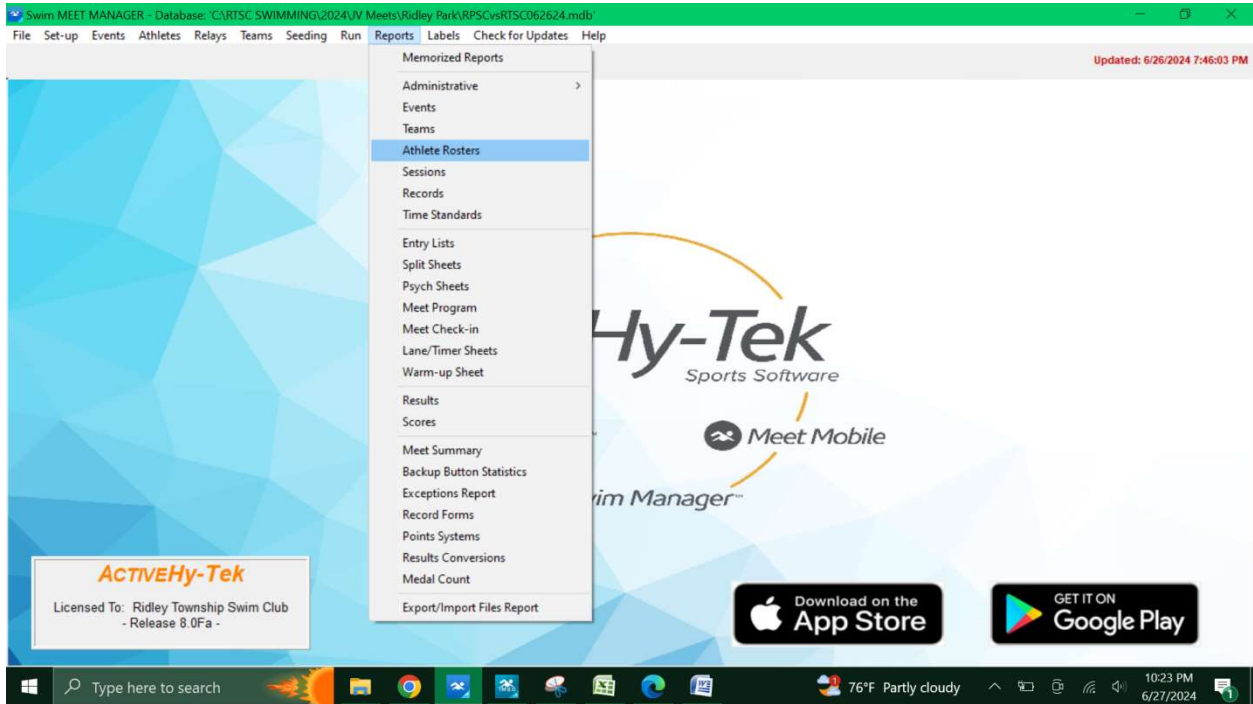 Swim MEET MANAGER - Database: 'C:\RTSC SWIMMING\2024\JV Meets\Ridley Park\RPSCvsRTSC062624.mdb'
File Set-up Events Athletes Relays Teams Seeding Run Reports Labels Check for Updates Help
Updated: 6/26/2024 7:46:03 PM
Memorized Reports
Administrative >
Events
Teams
Athlete Rosters
Sessions
Records
Time Standards
Entry Lists
Split Sheets
Psych Sheets
Meet Program
Meet Check-in
Lane/Timer Sheets
Warm-up Sheet
Results
Scores
Meet Summary
Backup Button Statistics
Exceptions Report
Record Forms
Points Systems
Results Conversions
Medal Count
Export/Import Files Report
Hy-Tek
Sports Software
Meet Mobile
im Manager™
ACTIVEHy-Tek
Licensed To: Ridley Township Swim Club
- Release 8.0Fa -
Download on the
App Store
GET IT ON
Google Play
Type here to search
76°F Partly cloudy
10:23 PM
6/27/2024
1